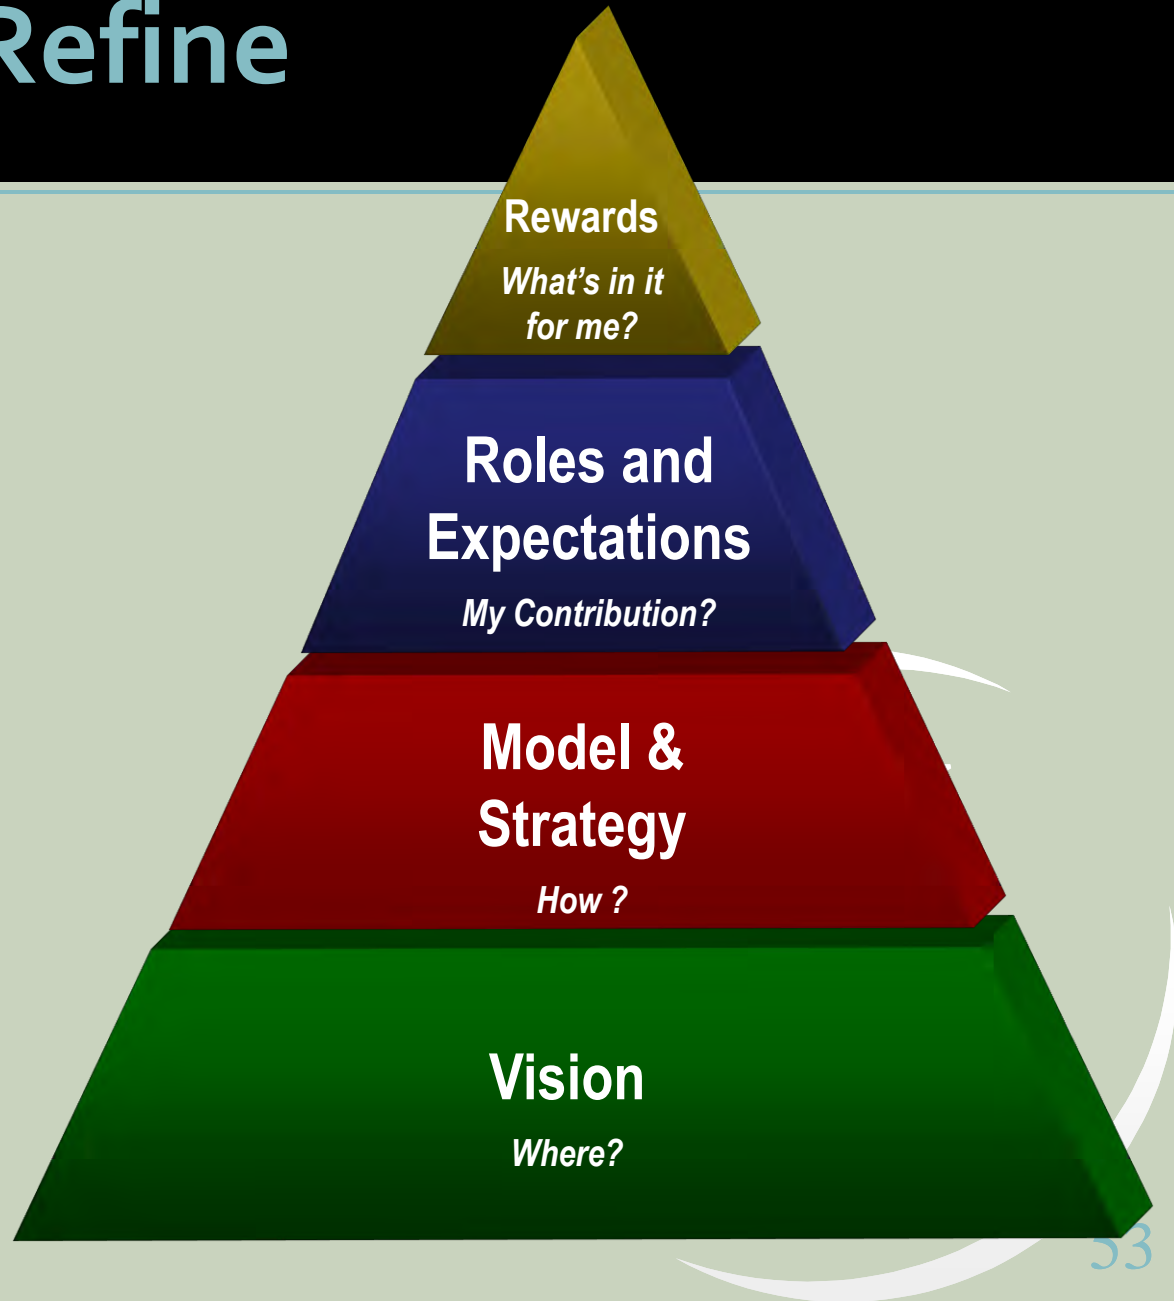 Refine
Rewards
What's in it
for me?
Roles and
Expectations
My Contribution?
Model &
Strategy
How ?
Vision
Where?
53